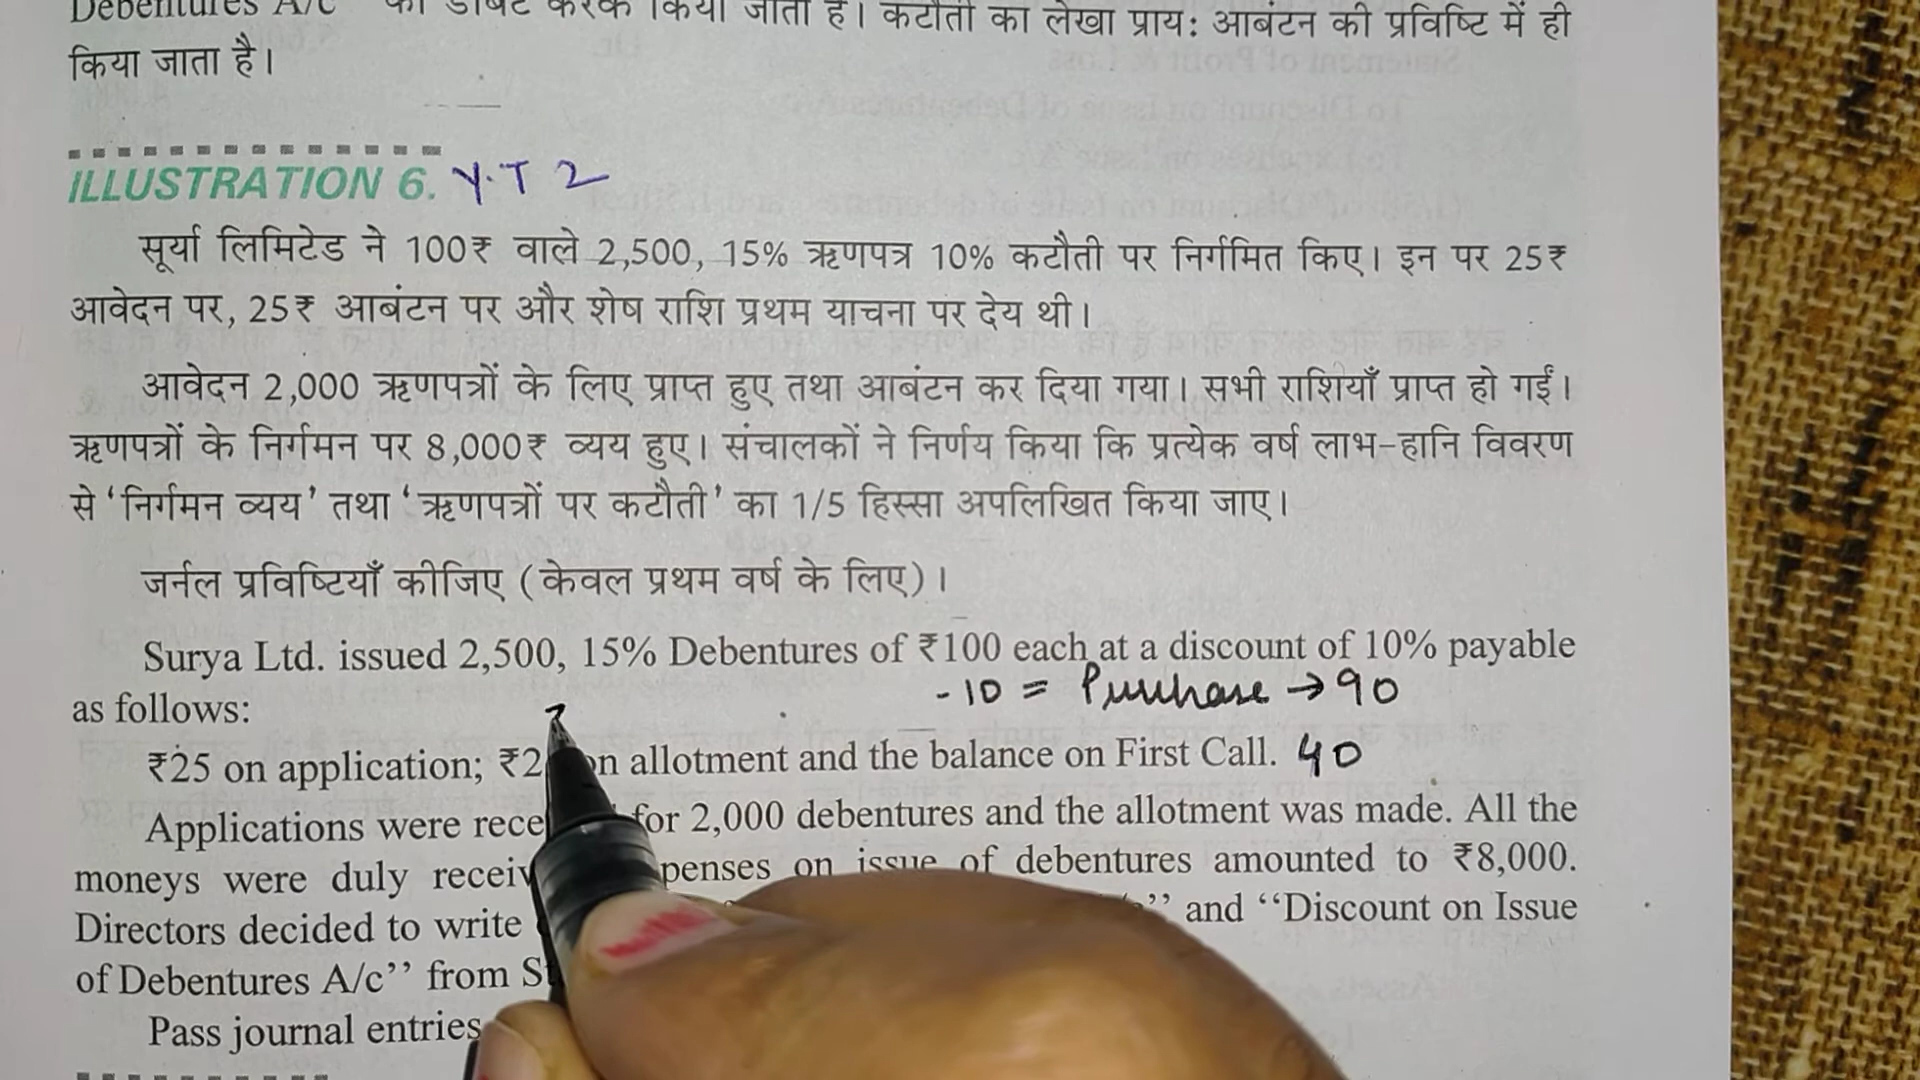 Debentures A/c" को डेबिट करके किया जाता है। कटौती का लेखा प्रायः आबंटन की प्रविष्टि में ही
किया जाता है।
ILLUSTRATION 6. Y.T 2
सूर्या लिमिटेड ने 100₹ वाले 2,500, 15% ऋणपत्र 10% कटौती पर निर्गमित किए। इन पर 25₹
आवेदन पर, 25₹ आबंटन पर और शेष राशि प्रथम याचना पर देय थी।
आवेदन 2,000 ऋणपत्रों के लिए प्राप्त हुए तथा आबंटन कर दिया गया। सभी राशियाँ प्राप्त हो गईं।
ऋणपत्रों के निर्गमन पर 8,000₹ व्यय हुए। संचालकों ने निर्णय किया कि प्रत्येक वर्ष लाभ-हानि विवरण
से ‘निर्गमन व्यय’ तथा ‘ऋणपत्रों पर कटौती’ का 1/5 हिस्सा अपलिखित किया जाए।
जर्नल प्रविष्टियाँ कीजिए (केवल प्रथम वर्ष के लिए)।
Surya Ltd. issued 2,500, 15% Debentures of ₹100 each at a discount of 10% payable
- 10 = Purchase → 90
as follows:
₹25 on application; ₹2 on allotment and the balance on First Call. 40
Applications were for 2,000 debentures and the allotment was made. All the
moneys were duly on issue of debentures amounted to ₹8,000.
Directors decided to write and “Discount on Issue
of Debentures A/c” from
Pass journal entries